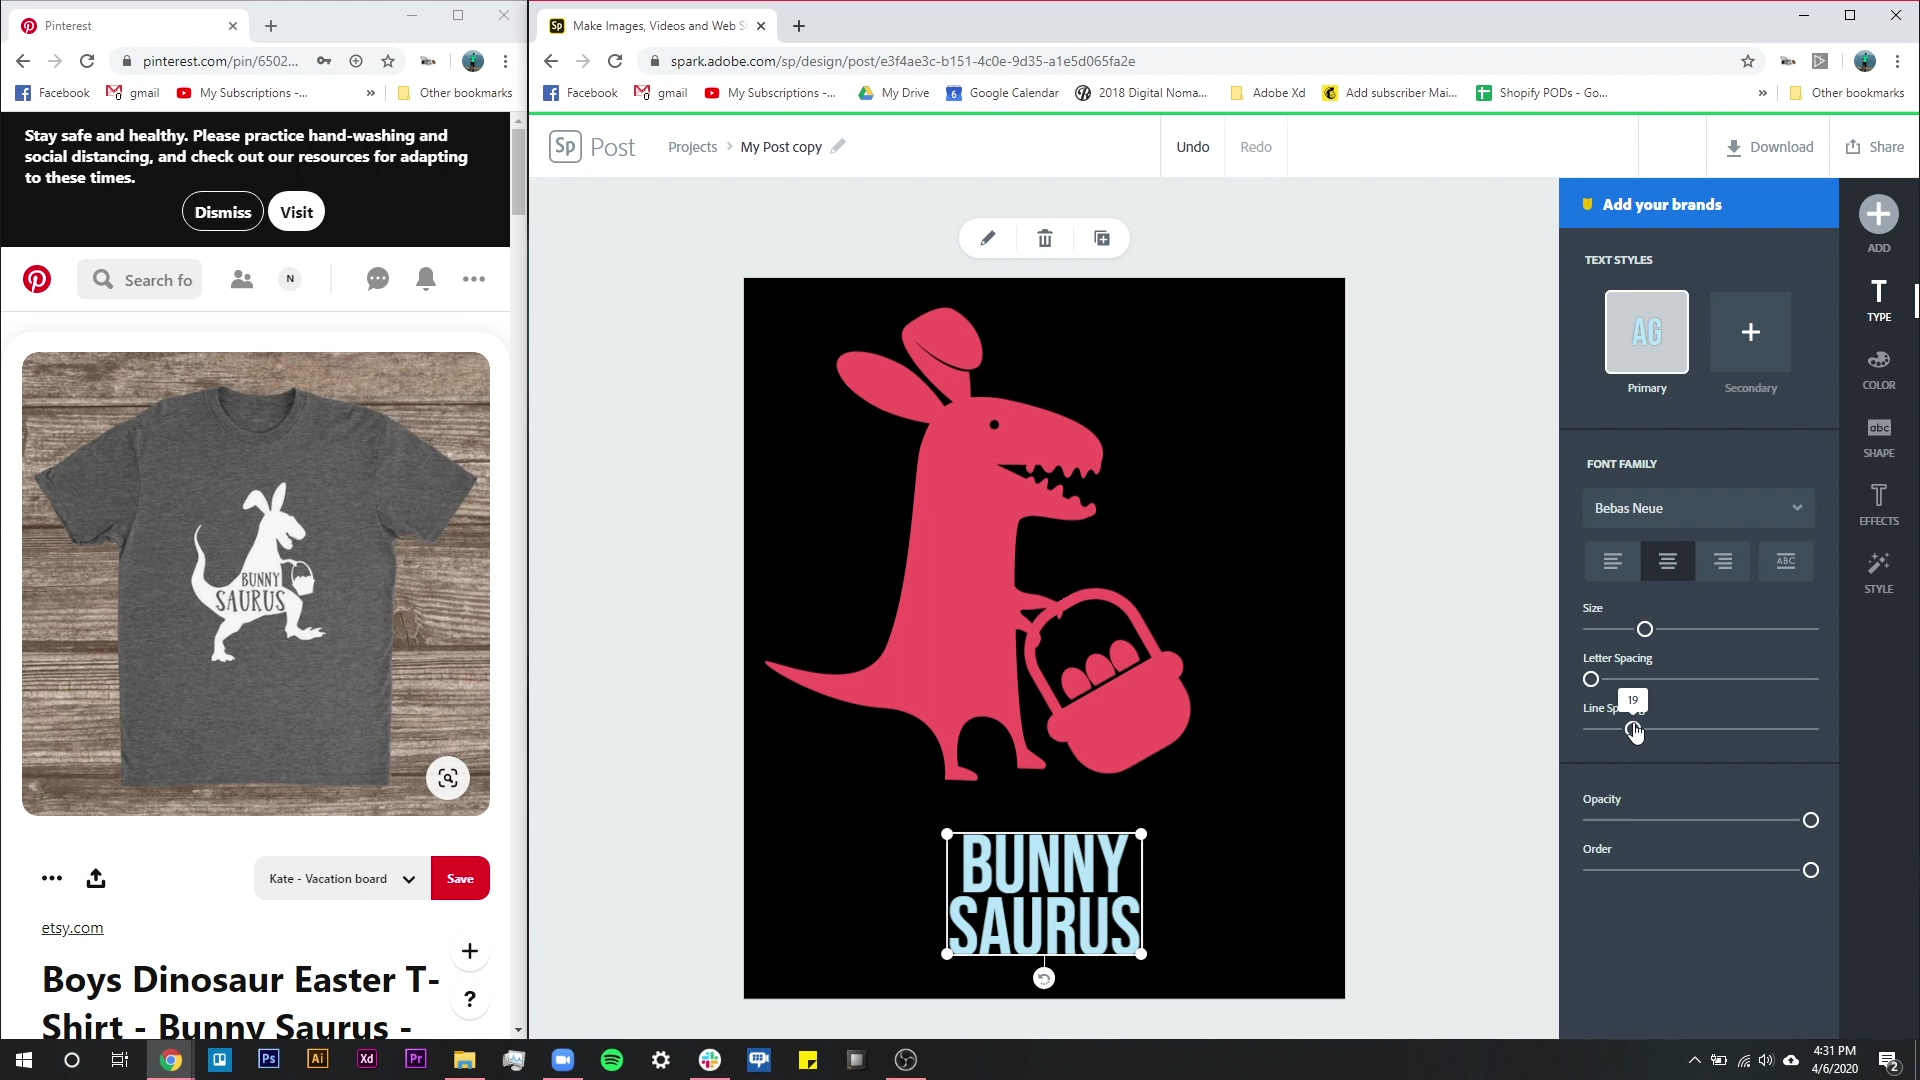 Pinterest
pinterest.com/pin/6502...
Facebook
gmail
My Subscriptions -...
»
Other bookmarks
Stay safe and healthy. Please practice hand-washing and
social distancing, and check out our resources for adapting
to these times.
Dismiss
Visit
Search fo
N
BUNNY
SAURUS
Kate - Vacation board
Save
etsy.com
Boys Dinosaur Easter T-
Shirt - Bunny Saurus -
+
?
Sp
Make Images, Videos and Web S
spark.adobe.com/sp/design/post/e3f4ae3c-b151-4c0e-9d35-a1e5d065fa2e
Facebook
gmail
My Subscriptions -...
My Drive
6
Google Calendar
2018 Digital Noma...
Adobe Xd
Add subscriber Mai...
Shopify PODs - Go...
»
Other bookmarks
Sp Post
Projects > My Post copy
Undo
Redo
Download
Share
BUNNY
SAURUS
Add your brands
TEXT STYLES
AG
+
Primary
Secondary
FONT FAMILY
Bebas Neue
ABC
Size
Letter Spacing
19
Line Sp
Opacity
Order
ADD
T
TYPE
COLOR
abc
SHAPE
T
EFFECTS
STYLE
Ps
Ai
Xd
Pr
4:31 PM
4/6/2020
2